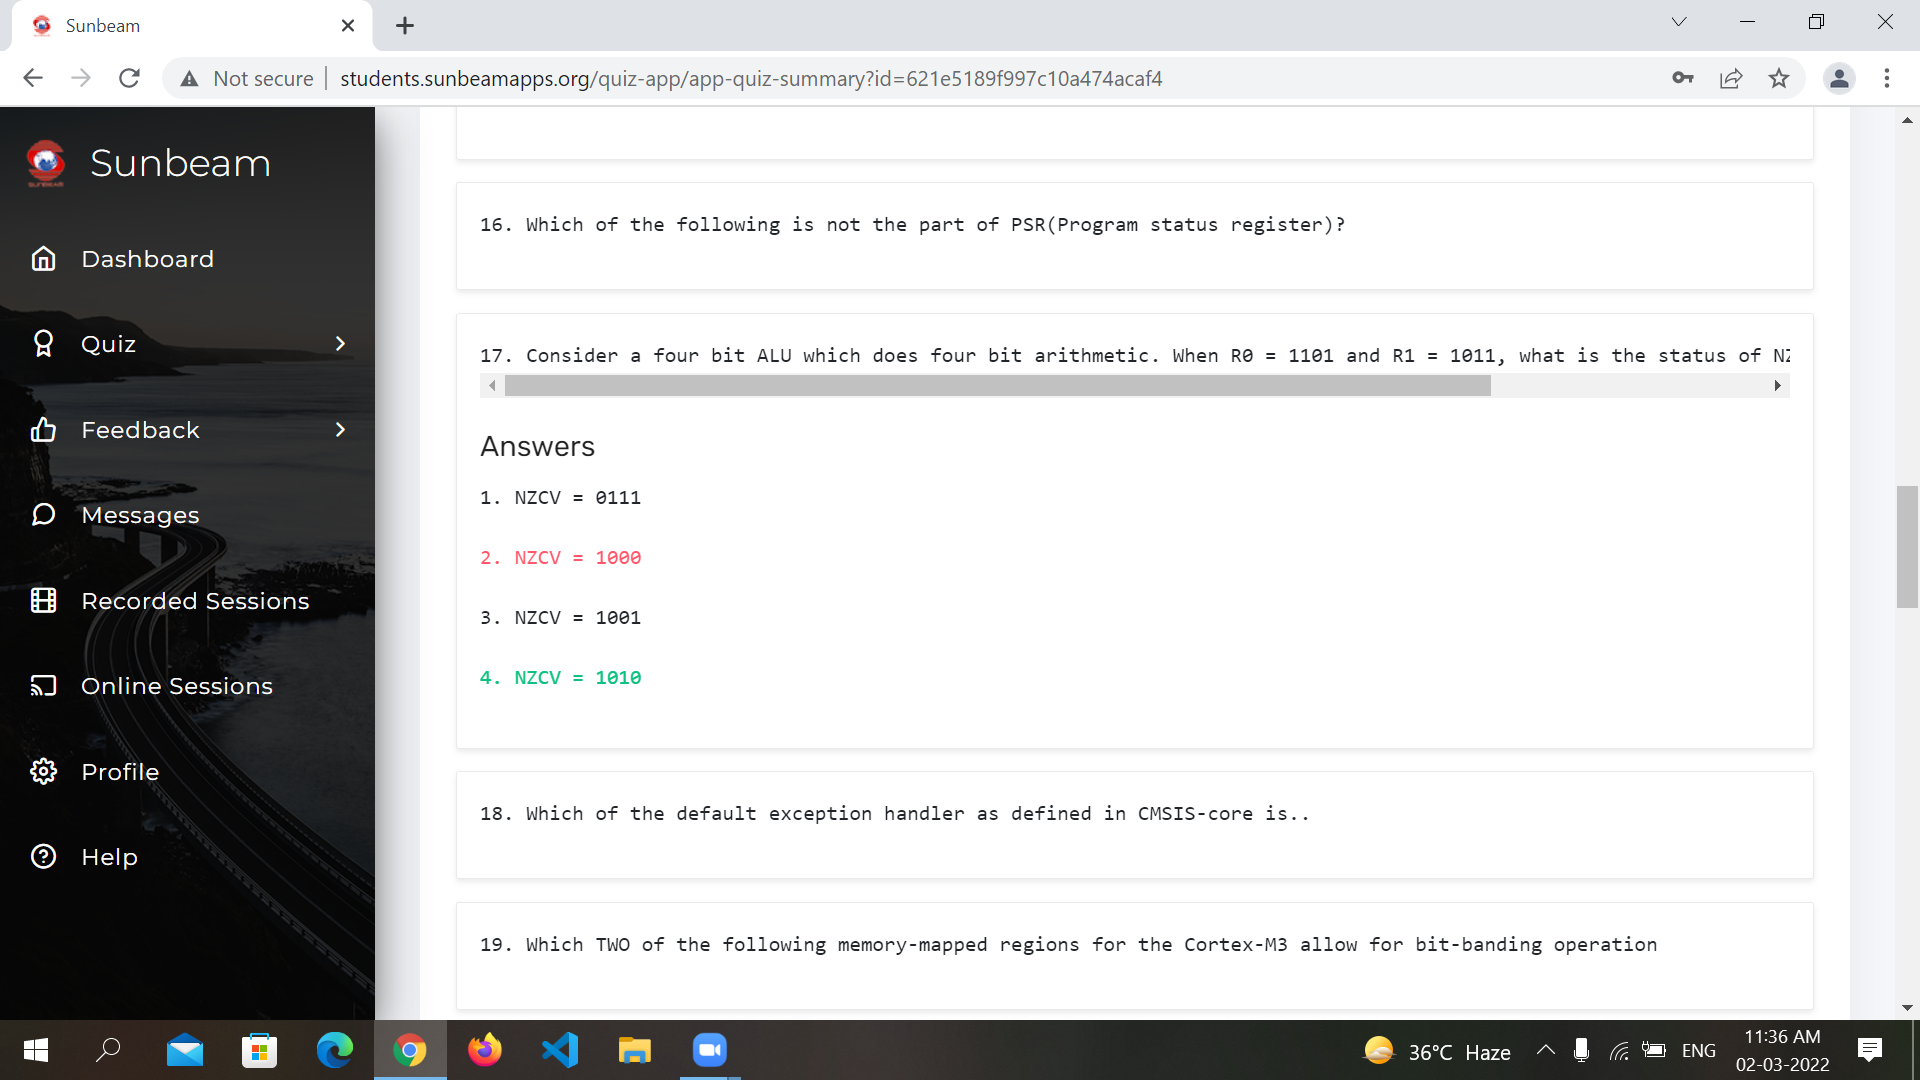 Sunbeam
Not secure
students.sunbeamapps.org/quiz-app/app-quiz-summary?id=621e5189f997c10a474acaf4
SUNBEAM
Sunbeam
Dashboard
Quiz
Feedback
Messages
Recorded Sessions
Online Sessions
Profile
Help
16. Which of the following is not the part of PSR(Program status register)?
17. Consider a four bit ALU which does four bit arithmetic. When R0 = 1101 and R1 = 1011, what is the status of NZ
Answers
1. NZCV = 0111
2. NZCV = 1000
3. NZCV = 1001
4. NZCV = 1010
18. Which of the default exception handler as defined in CMSIS-core is..
19. Which TWO of the following memory-mapped regions for the Cortex-M3 allow for bit-banding operation
36°C Haze
ENG
11:36 AM
02-03-2022